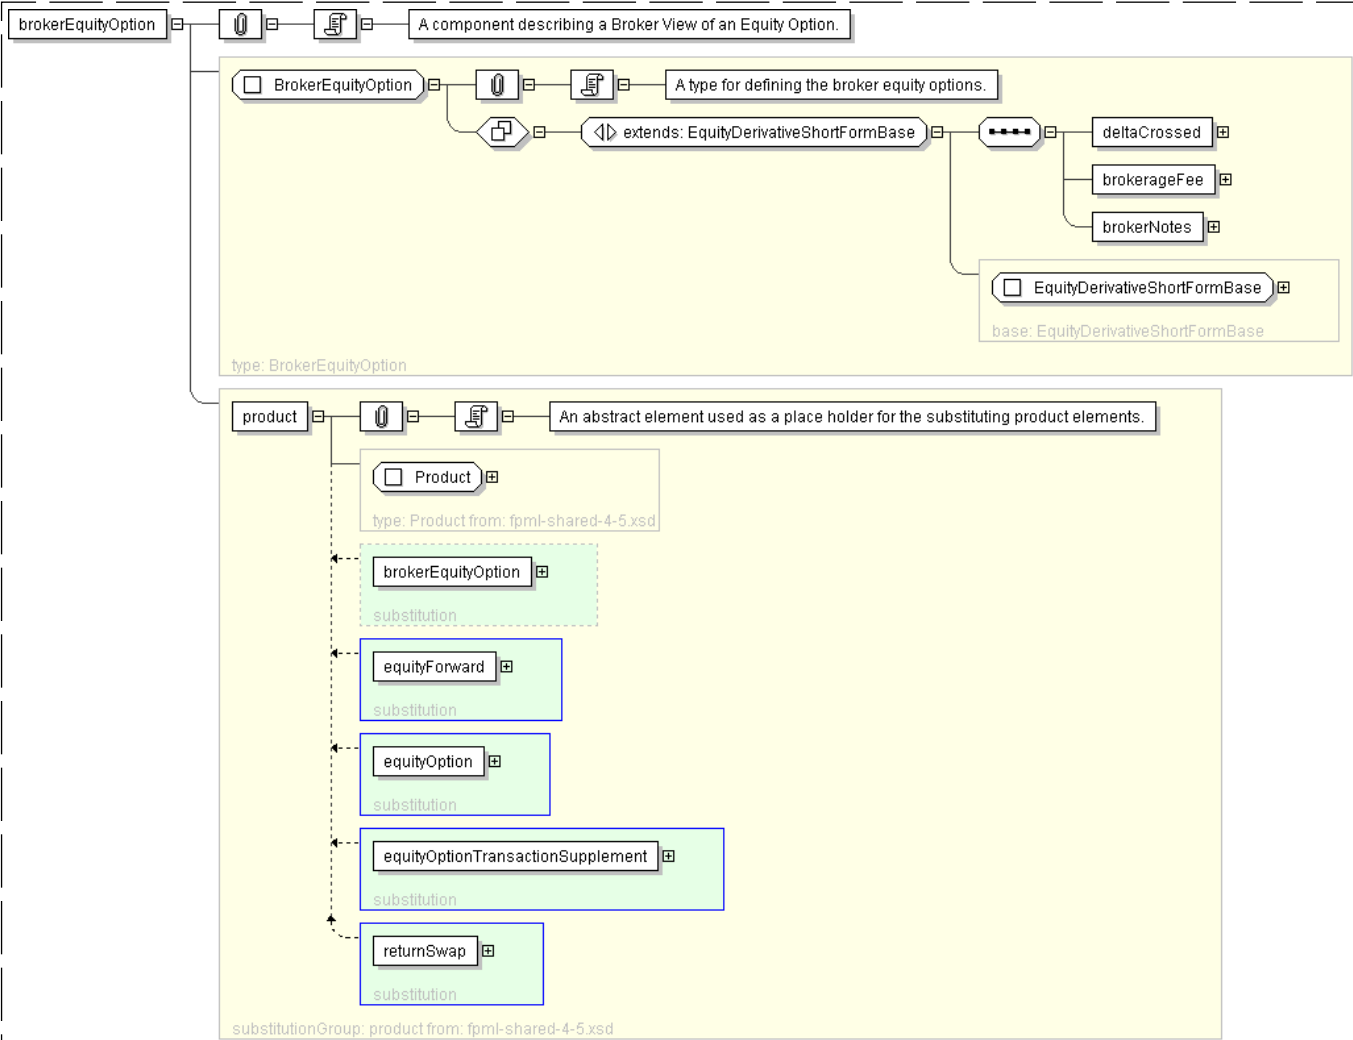 brokerEquityOption
A component describing a Broker View of an Equity Option.
BrokerEquityOption
A type for defining the broker equity options.
extends: EquityDerivativeShortFormBase
deltaCrossed
brokerageFee
brokerNotes
EquityDerivativeShortFormBase
base: EquityDerivativeShortFormBase
type: BrokerEquityOption
product
An abstract element used as a place holder for the substituting product elements.
Product
type: Product from: fpml-shared-4-5.xsd
brokerEquityOption
substitution
equityForward
substitution
equityOption
substitution
equityOptionTransactionSupplement
substitution
returnSwap
substitution
substitutionGroup: product from: fpml-shared-4-5.xsd